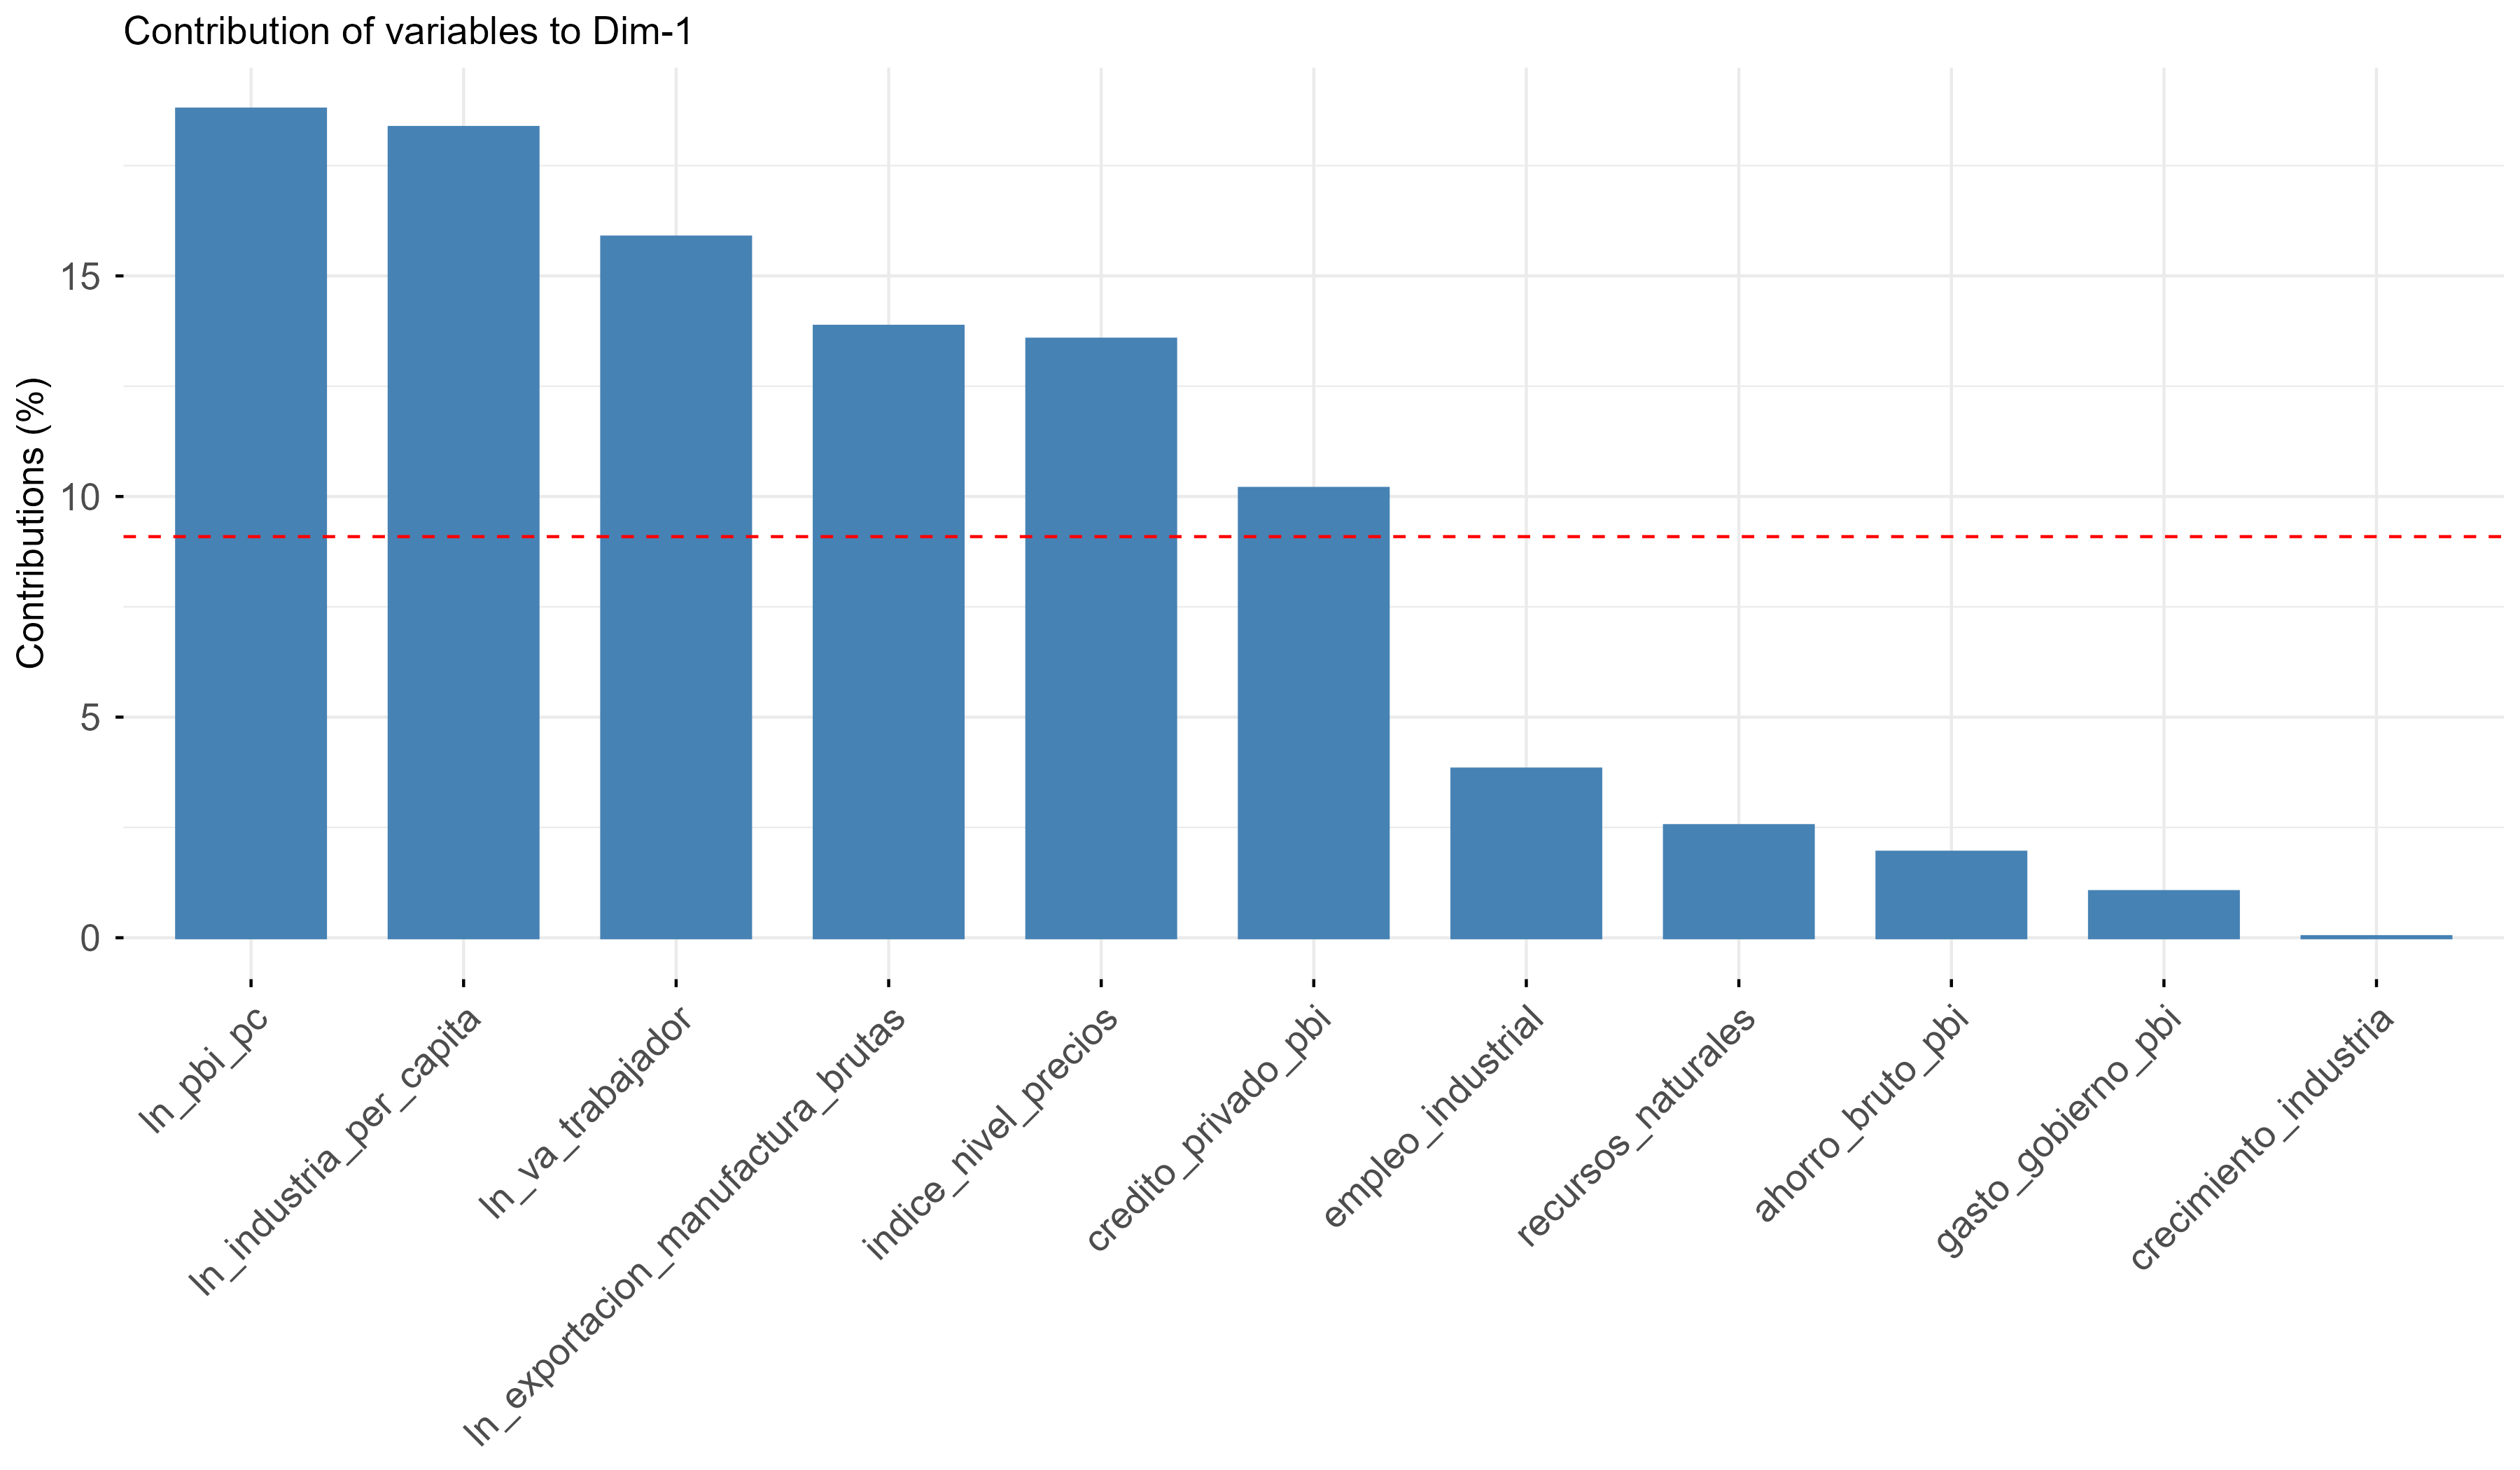 Contribution of variables to Dim-1
Contributions (%)
15
10
5
0
ln_pbi_pc
ln_industria_per_capita
ln_va_trabajador
ln_exportacion_manufactura_brutas
indice_nivel_precios
credito_privado_pbi
empleo_industrial
recursos_naturales
ahorro_bruto_pbi
gasto_gobierno_pbi
crecimiento_industria